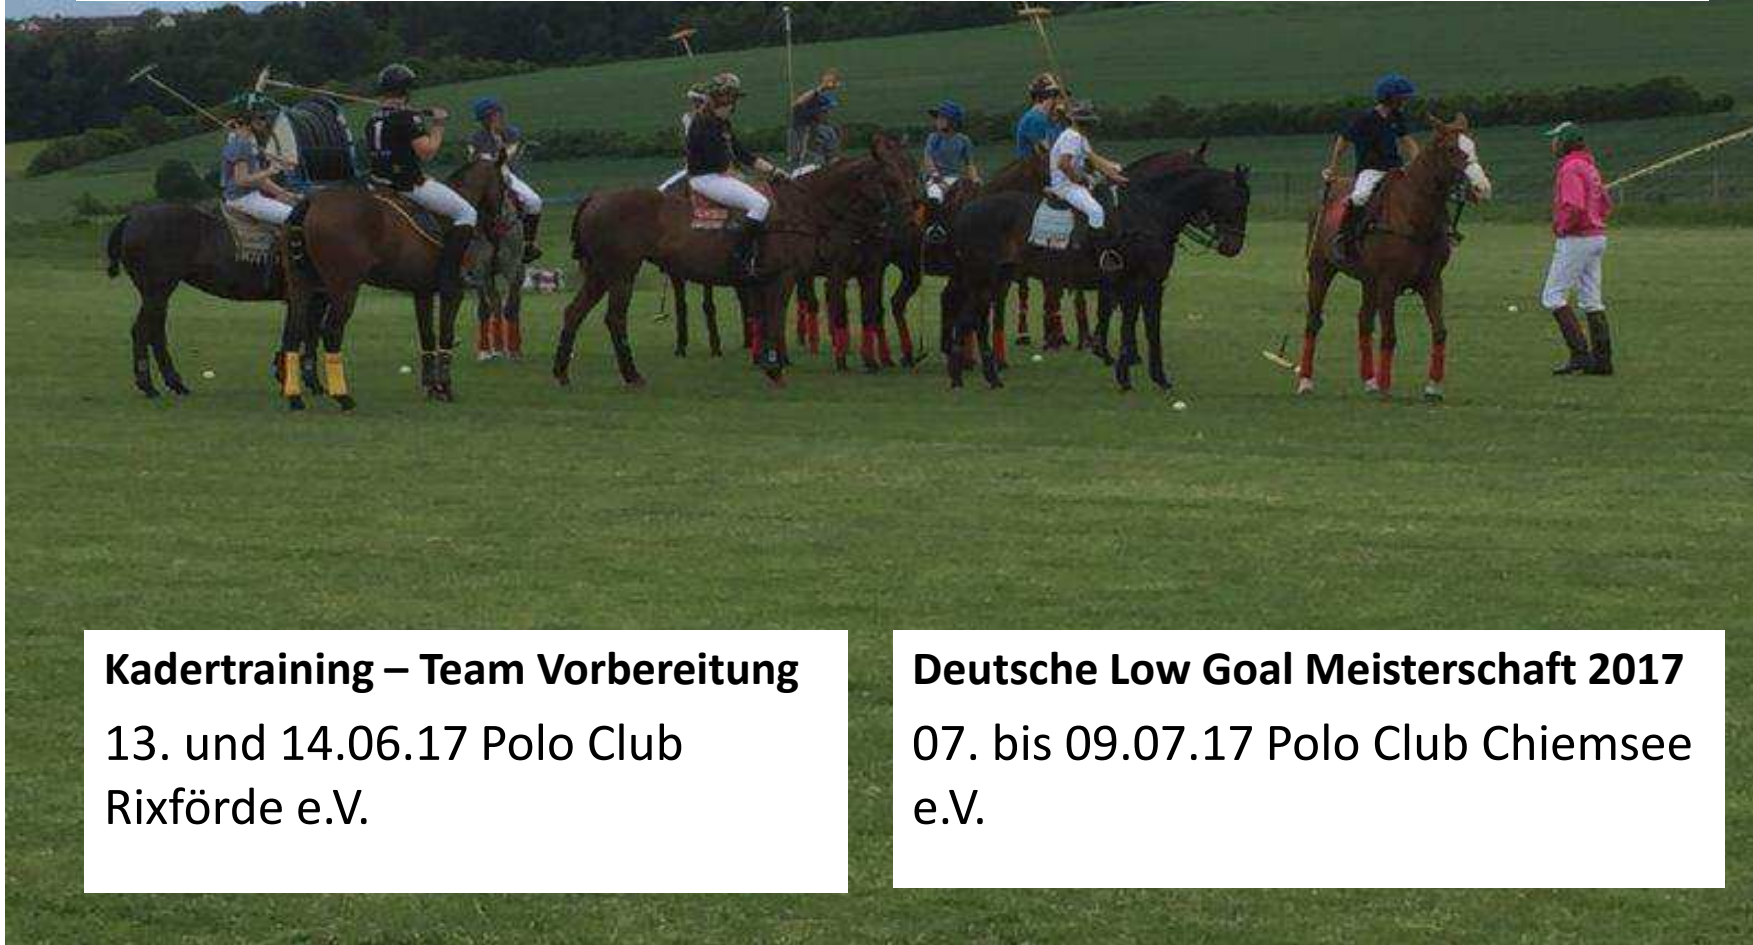 Kadertraining – Team Vorbereitung
13. und 14.06.17 Polo Club
Rixförde e.V.
Deutsche Low Goal Meisterschaft 2017
07. bis 09.07.17 Polo Club Chiemsee
e.V.